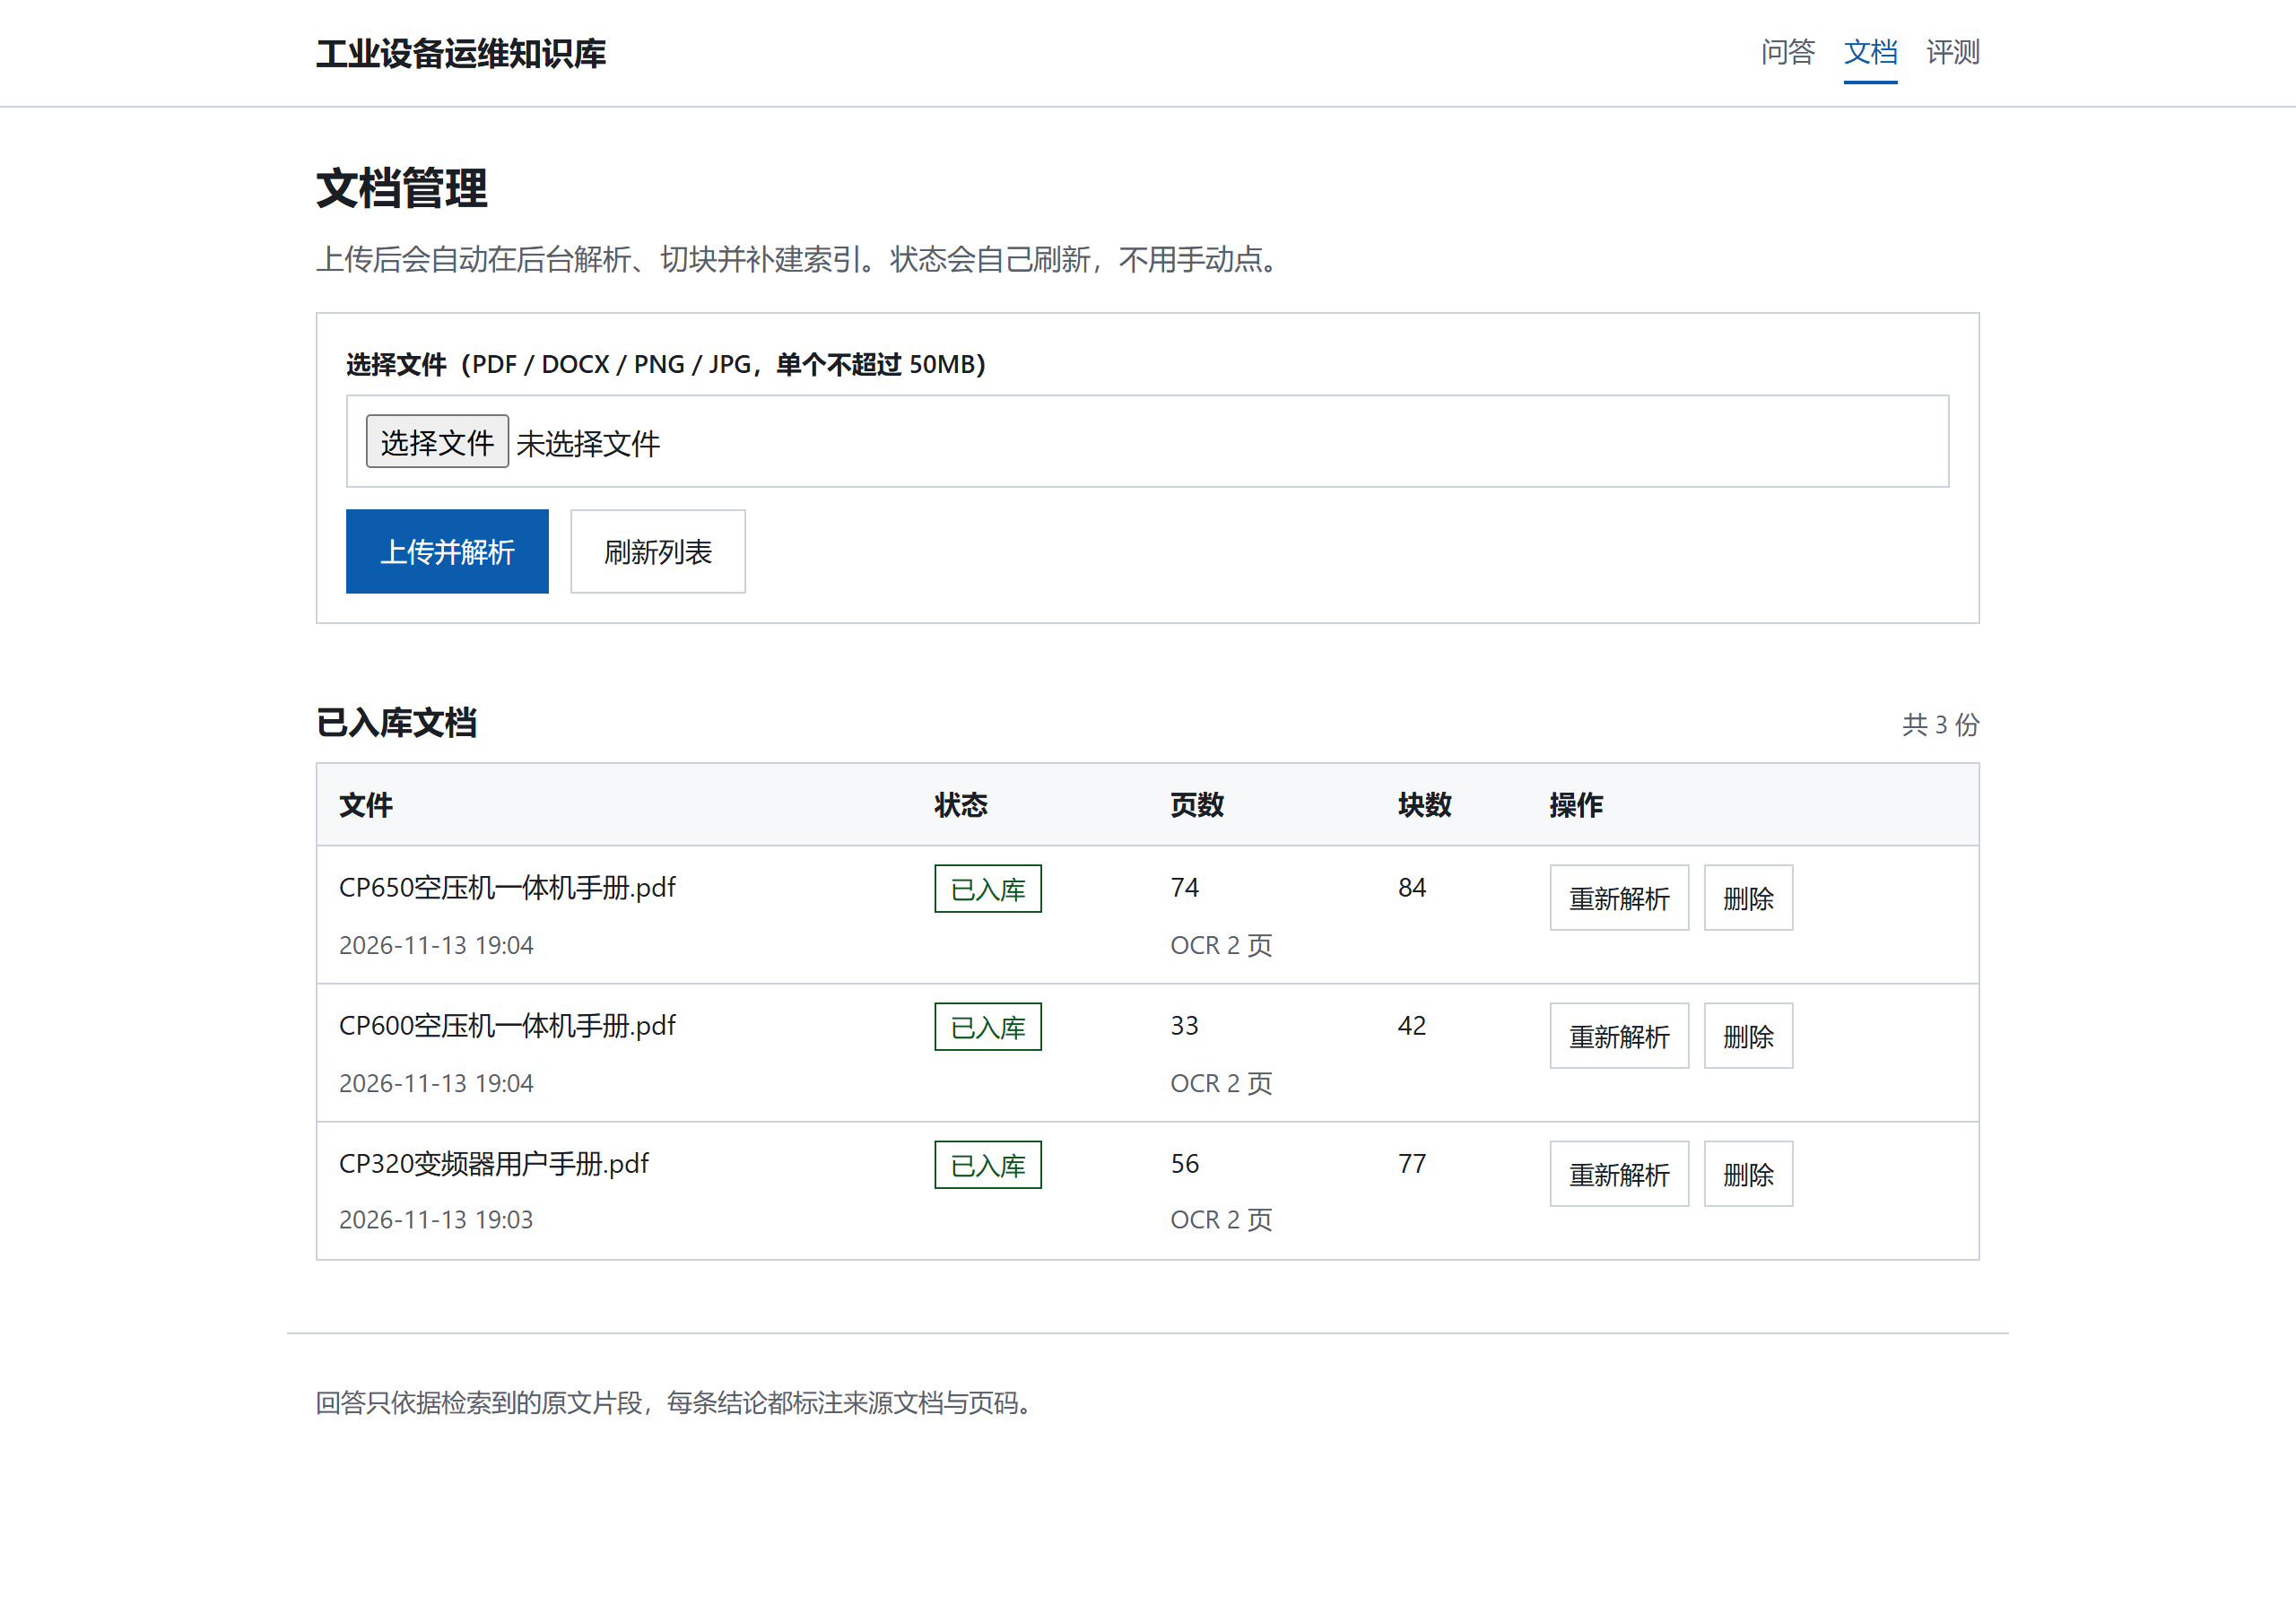 工业设备运维知识库
问答 文档 评测
文档管理
上传后会自动在后台解析、切块并补建索引。状态会自己刷新，不用手动点。
选择文件（PDF / DOCX / PNG / JPG，单个不超过 50MB）
选择文件 未选择文件
上传并解析 刷新列表
已入库文档 共 3 份
文件 状态 页数 块数 操作
CP650空压机一体机手册.pdf 已入库 74 84 重新解析 删除
2026-11-13 19:04 OCR 2 页
CP600空压机一体机手册.pdf 已入库 33 42 重新解析 删除
2026-11-13 19:04 OCR 2 页
CP320变频器用户手册.pdf 已入库 56 77 重新解析 删除
2026-11-13 19:03 OCR 2 页
回答只依据检索到的原文片段，每条结论都标注来源文档与页码。